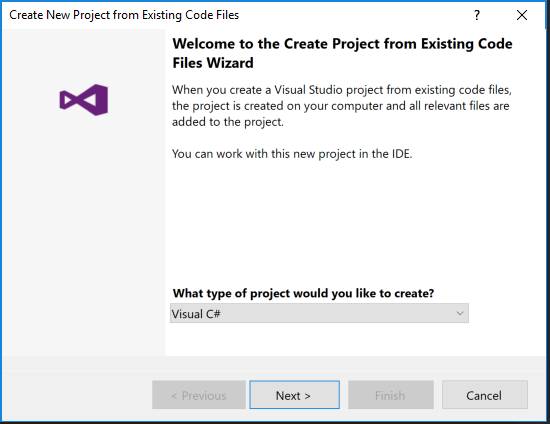 Create New Project from Existing Code Files
?
Welcome to the Create Project from Existing Code
Files Wizard
When you create a Visual Studio project from existing code files,
the project is created on your computer and all relevant files are
added to the project.
You can work with this new project in the IDE.
What type of project would you like to create?
Visual C#
< Previous
Next >
Finish
Cancel